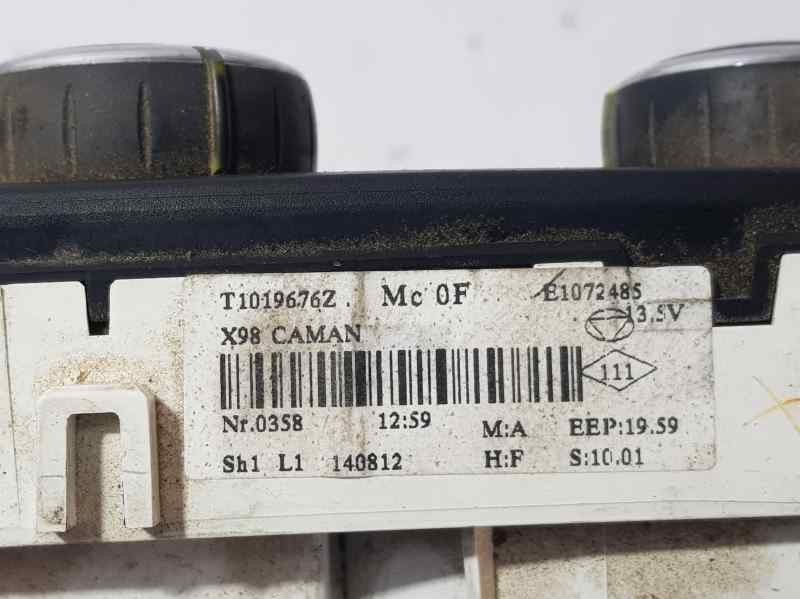 T1019676Z Mc 0F E1072485
X98 CAMAN 13.5V
111
Nr.0358 12:59 M:A EEP:19.59
Sh1 L1 140812 H:F S:10.01